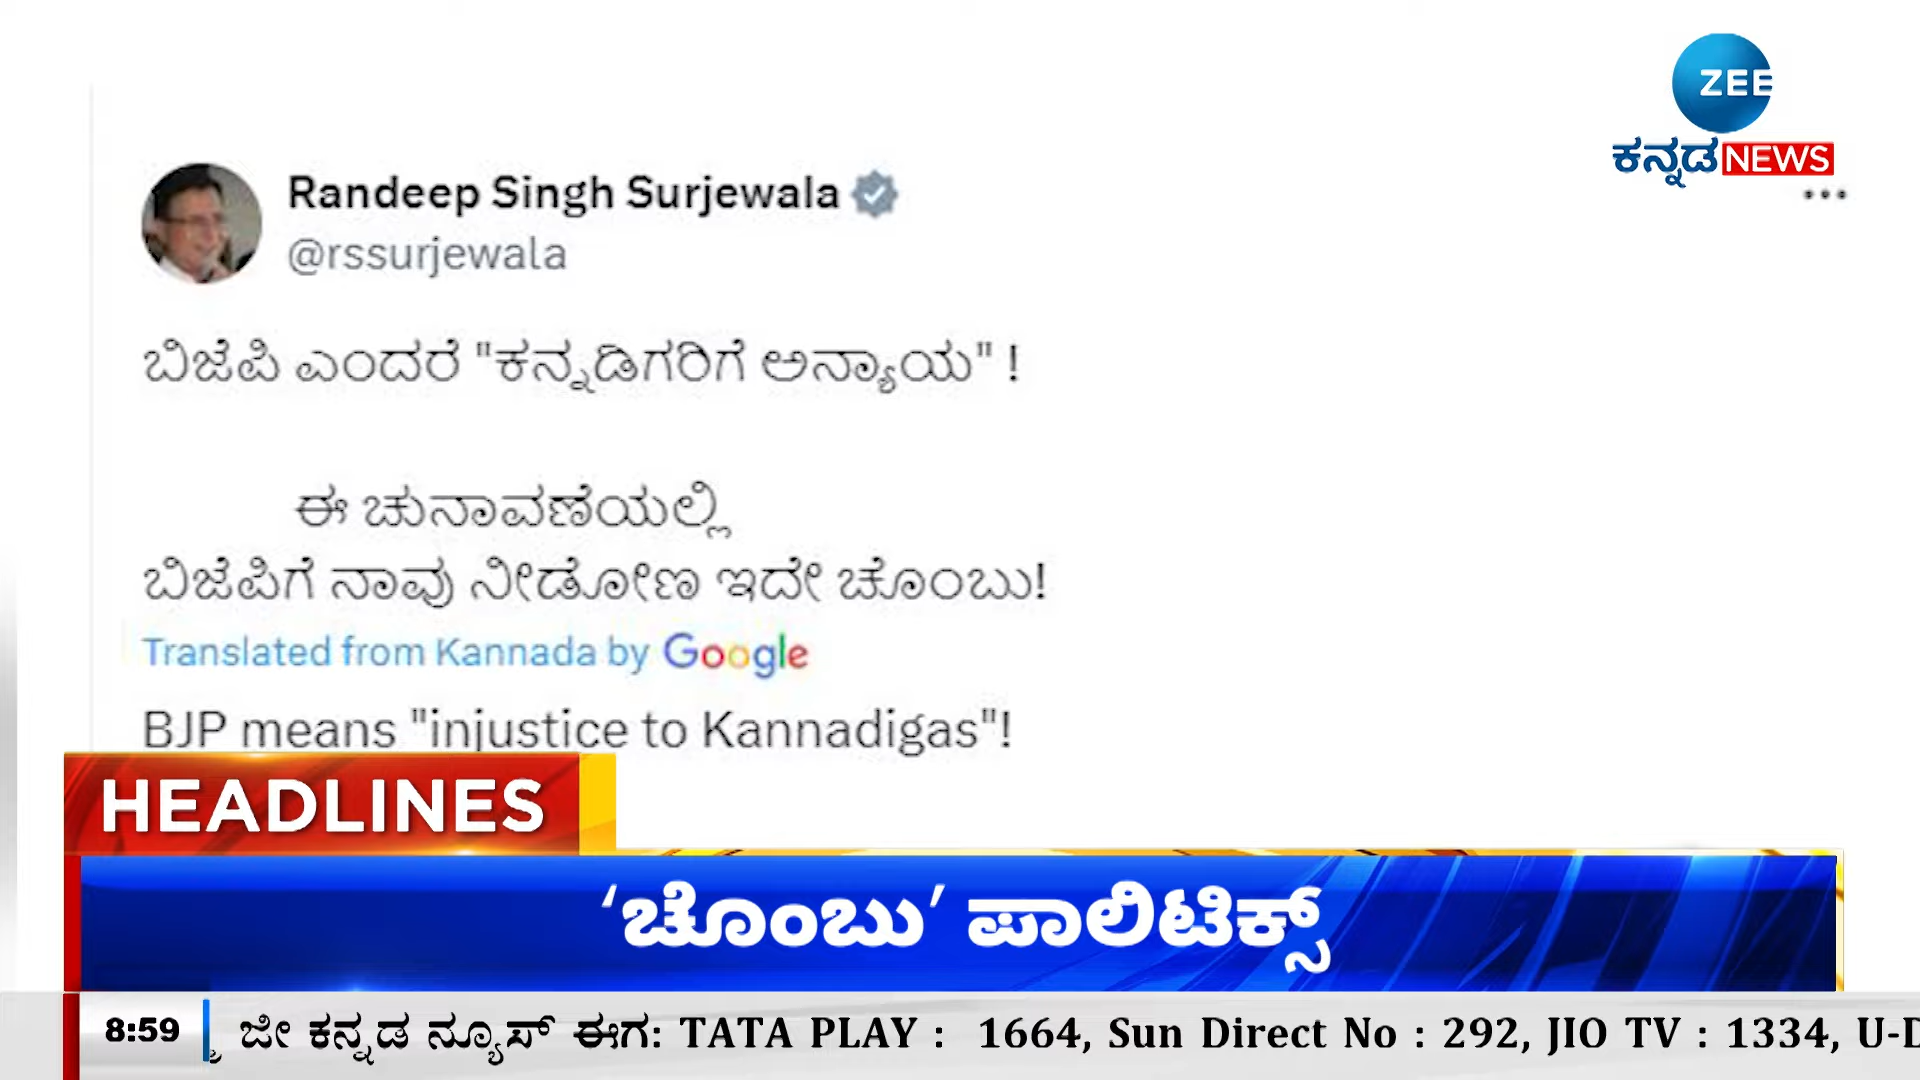 ZEE
ಕನ್ನಡ NEWS
Randeep Singh Surjewala
@rssurjewala
ಬಿಜೆಪಿ ಎಂದರೆ "ಕನ್ನಡಿಗರಿಗೆ ಅನ್ಯಾಯ" !
ಈ ಚುನಾವಣೆಯಲ್ಲಿ
ಬಿಜೆಪಿಗೆ ನಾವು ನೀಡೋಣ ಇದೇ ಚೊಂಬು!
Translated from Kannada by Google
BJP means "injustice to Kannadigas"!
HEADLINES
‘ಚೊಂಬು’ ಪಾಲಿಟಿಕ್ಸ್
8:59 ಜೀ ಕನ್ನಡ ನ್ಯೂಸ್ ಈಗ: TATA PLAY : 1664, Sun Direct No : 292, JIO TV : 1334, U-D